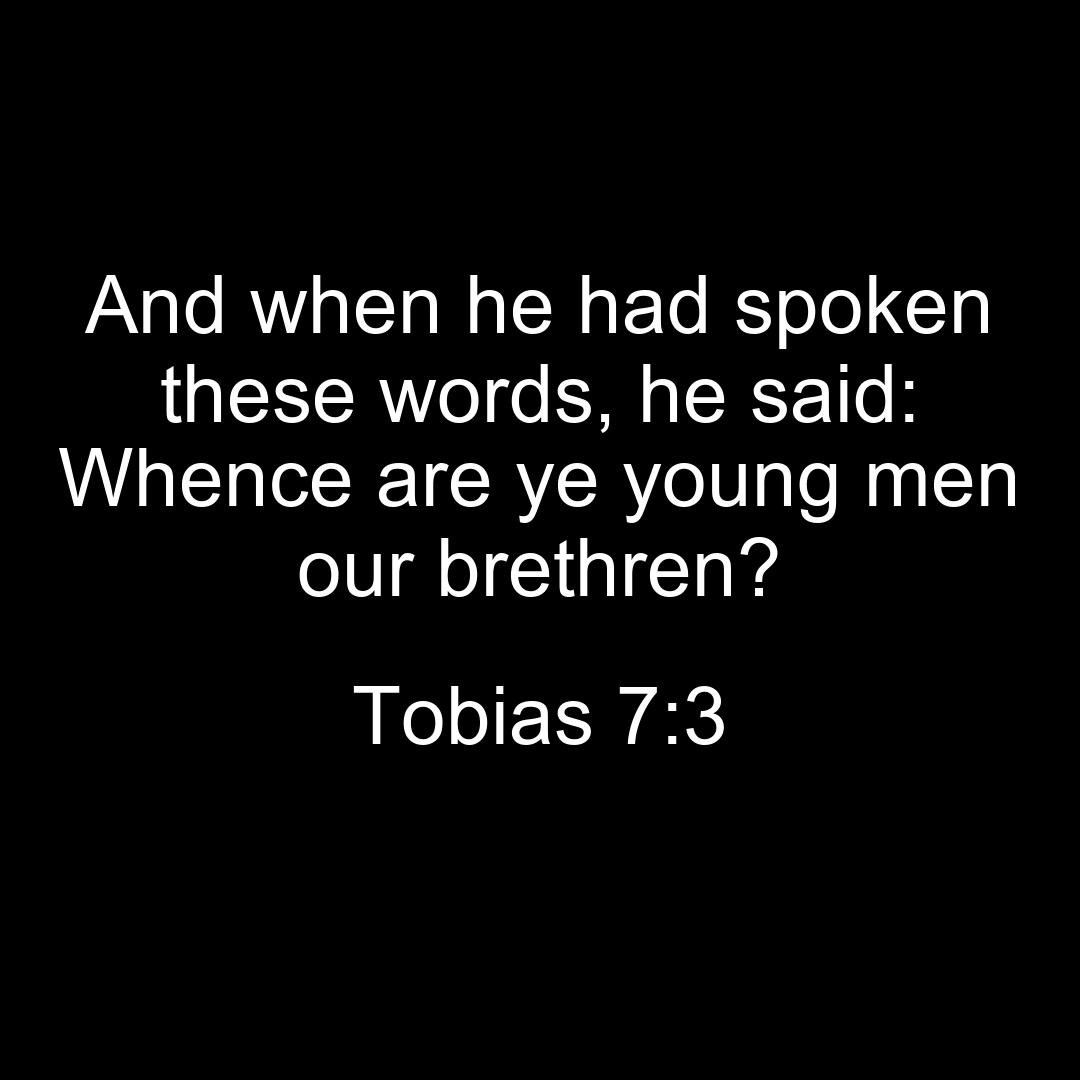 And when he had spoken
these words, he said:
Whence are ye young men
our brethren?
Tobias 7:3